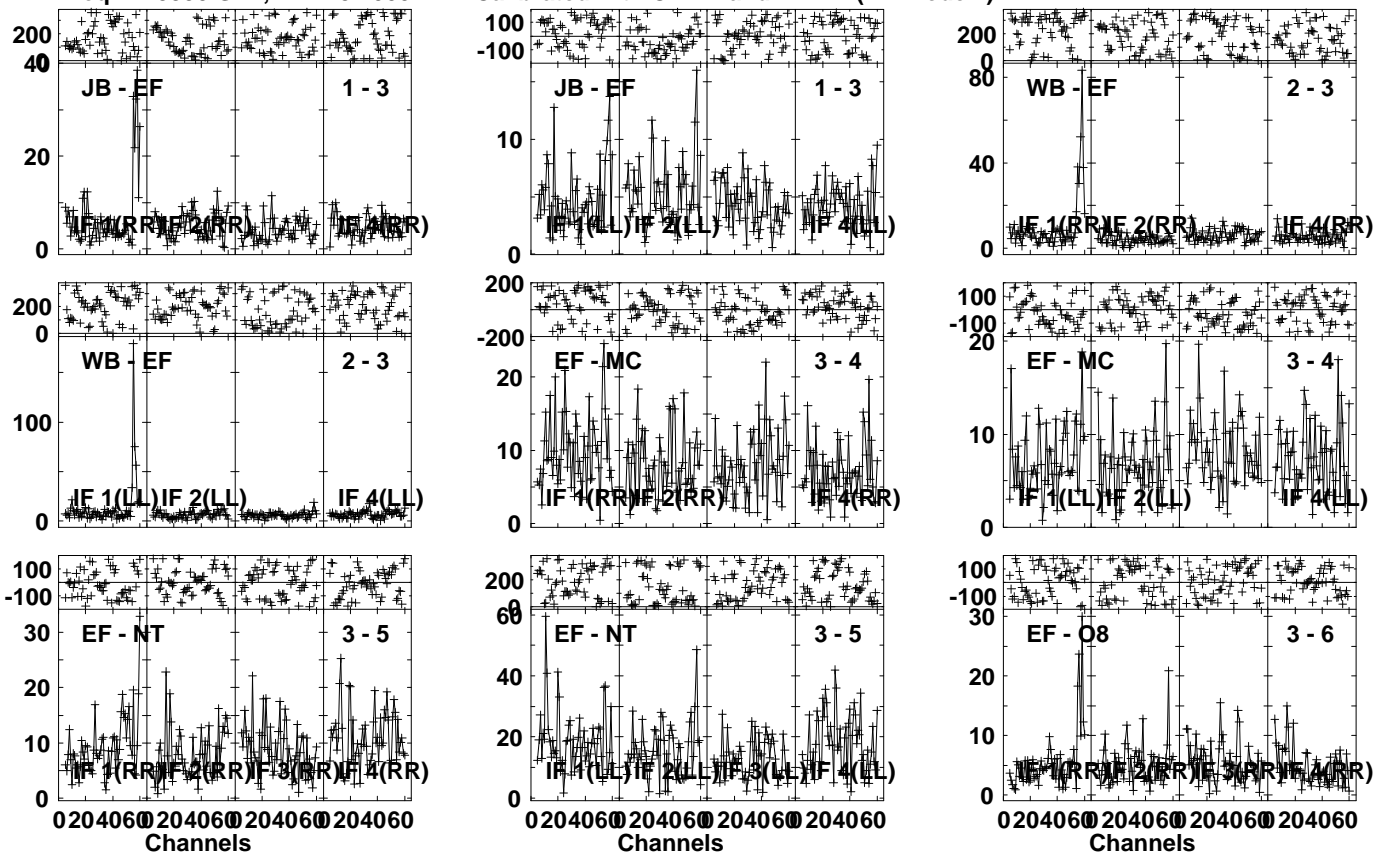 200
40
0
JB - EF
1 - 3
20
0
IF 1(RR)
IF 2(RR)
IF 4(RR)
100
-100
JB - EF
1 - 3
10
0
IF 1(LL)
IF 2(LL)
IF 4(LL)
200
0
80
WB - EF
2 - 3
40
0
IF 1(RR)
IF 2(RR)
IF 4(RR)
200
0
WB - EF
2 - 3
100
0
IF 1(LL)
IF 2(LL)
IF 4(LL)
200
-200
EF - MC
3 - 4
20
10
0
IF 1(RR)
IF 2(RR)
IF 4(RR)
100
-100
20
EF - MC
3 - 4
10
0
IF 1(LL)
IF 2(LL)
IF 4(LL)
100
-100
30
EF - NT
3 - 5
20
10
0
IF 1(RR)
IF 2(RR)
IF 3(RR)
IF 4(RR)
0 20 40 60 0 20 40 60 0 20 40 60 0 20 40 60
Channels
200
0
60
EF - NT
3 - 5
40
20
0
IF 1(LL)
IF 2(LL)
IF 3(LL)
IF 4(LL)
0 20 40 60 0 20 40 60 0 20 40 60 0 20 40 60
Channels
100
-100
30
EF - O8
3 - 6
20
10
0
IF 1(RR)
IF 2(RR)
IF 3(RR)
IF 4(RR)
0 20 40 60 0 20 40 60 0 20 40 60 0 20 40 60
Channels